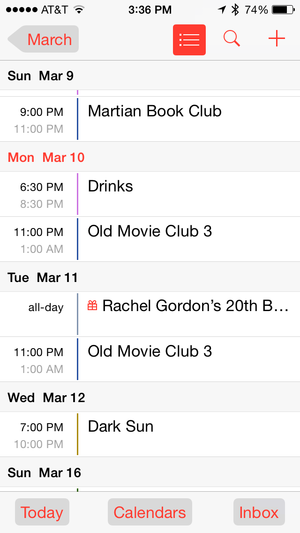 AT&T 3:36 PM 74%
March
Sun Mar 9
9:00 PM Martian Book Club
11:00 PM
Mon Mar 10
6:30 PM Drinks
8:30 PM
11:00 PM Old Movie Club 3
1:00 AM
Tue Mar 11
all-day Rachel Gordon’s 20th B…
11:00 PM Old Movie Club 3
1:00 AM
Wed Mar 12
7:00 PM Dark Sun
10:00 PM
Sun Mar 16
Today Calendars Inbox